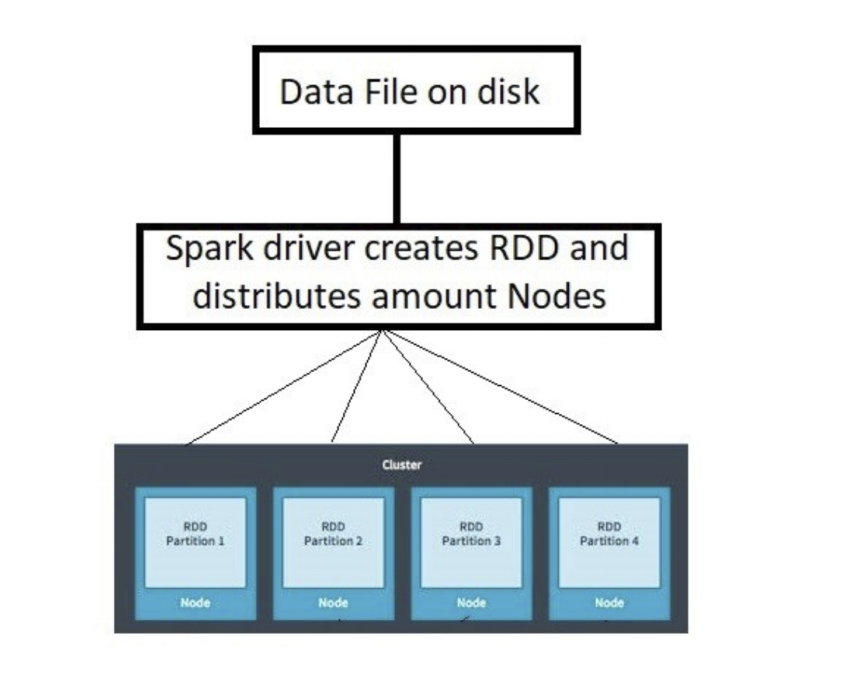 Data File on disk
Spark driver creates RDD and
distributes amount Nodes
Cluster
RDD
Partition 1
RDD
Partition 2
RDD
Partition 3
RDD
Partition 4
Node
Node
Node
Node